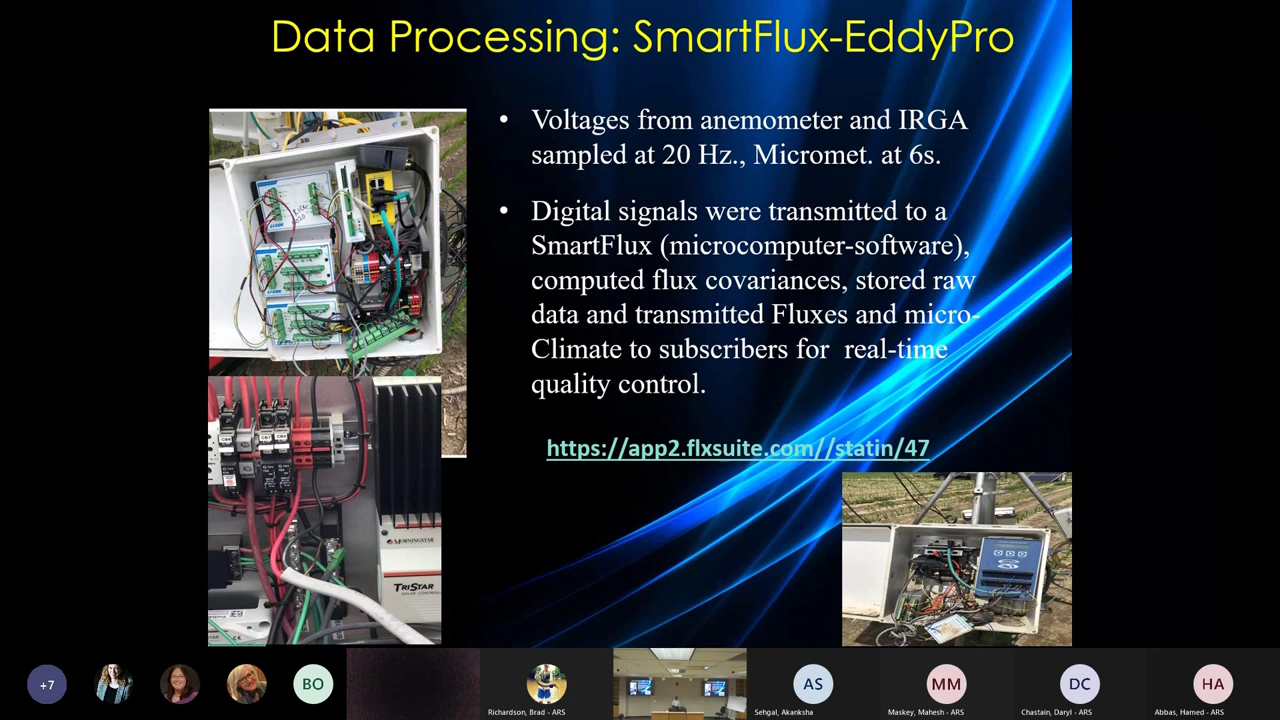 Data Processing: SmartFlux-EddyPro
• Voltages from anemometer and IRGA
sampled at 20 Hz., Micromet. at 6s.
• Digital signals were transmitted to a
SmartFlux (microcomputer-software),
computed flux covariances, stored raw
data and transmitted Fluxes and micro-
Climate to subscribers for real-time
quality control.
https://app2.flxsuite.com//statin/47
MORNINGSTAR
TRISTAR
SOLAR CONTROLLER
+7
BO
Richardson, Brad - ARS
AS
Sehgal, Akanksha
MM
Maskey, Mahesh - ARS
DC
Chastain, Daryl - ARS
HA
Abbas, Hamed - ARS